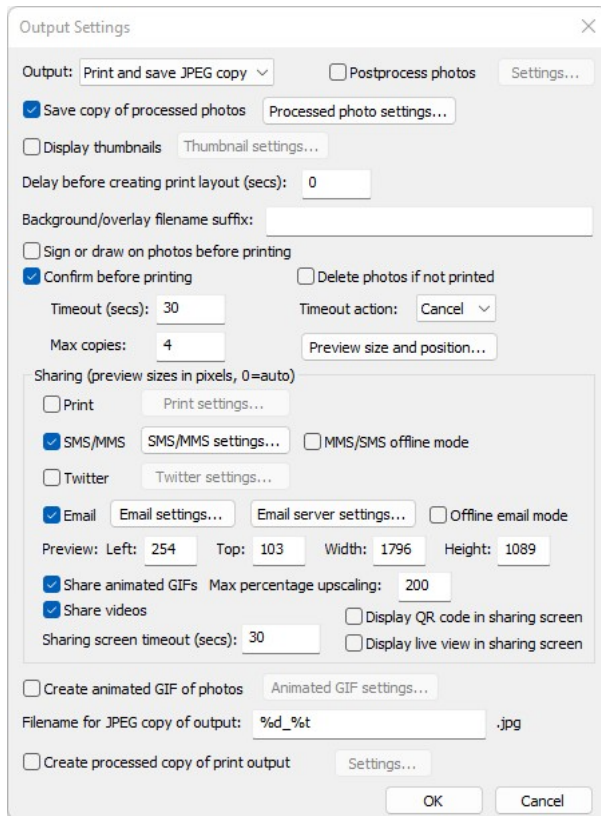 Output Settings
Output: Print and save JPEG copy Postprocess photos Settings...
Save copy of processed photos Processed photo settings...
Display thumbnails Thumbnail settings...
Delay before creating print layout (secs): 0
Background/overlay filename suffix:
Sign or draw on photos before printing
Confirm before printing Delete photos if not printed
Timeout (secs): 30 Timeout action: Cancel
Max copies: 4 Preview size and position...
Sharing (preview sizes in pixels, 0=auto)
Print Print settings...
SMS/MMS SMS/MMS settings... MMS/SMS offline mode
Twitter Twitter settings...
Email Email settings... Email server settings... Offline email mode
Preview: Left: 254 Top: 103 Width: 1796 Height: 1089
Share animated GIFs Max percentage upscaling: 200
Share videos Display QR code in sharing screen
Sharing screen timeout (secs): 30 Display live view in sharing screen
Create animated GIF of photos Animated GIF settings...
Filename for JPEG copy of output: %d_%t .jpg
Create processed copy of print output Settings...
OK Cancel